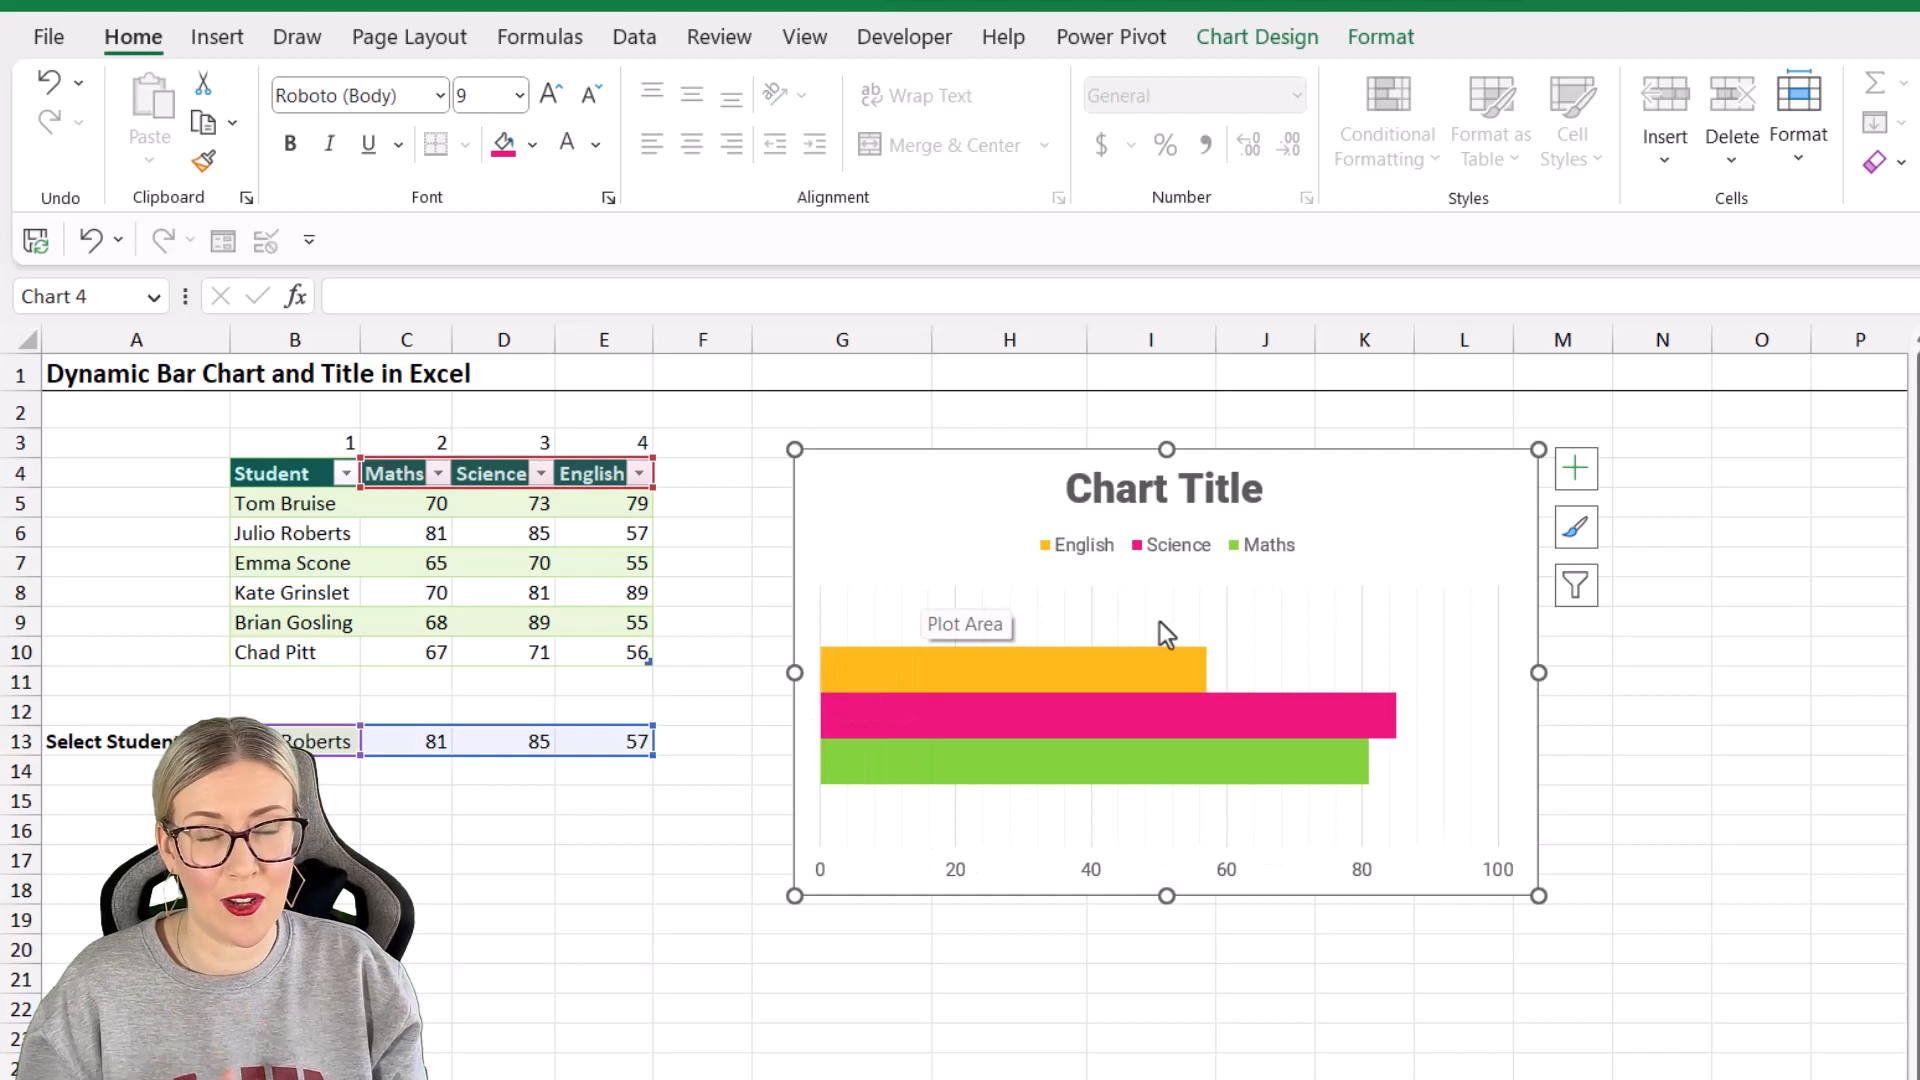 File Home Insert Draw Page Layout Formulas Data Review View Developer Help Power Pivot Chart Design Format
Roboto (Body) 9 A A ab Wrap Text General
Paste B I U A Merge & Center $ % , .00 .00 Conditional Formatting Format as Table Cell Styles Insert Delete Format
Undo Clipboard Font Alignment Number Styles Cells
Chart 4 fx
A B C D E F G H I J K L M N O P
1 Dynamic Bar Chart and Title in Excel
2
3 1 2 3 4
4 Student Maths Science English
5 Tom Bruise 70 73 79
6 Julio Roberts 81 85 57
7 Emma Scone 65 70 55
8 Kate Grinslet 70 81 89
9 Brian Gosling 68 89 55
10 Chad Pitt 67 71 56
11
12
13 Select Student Roberts 81 85 57
14
15
16
17
18
19
20
21
22
Chart Title
English Science Maths
Plot Area
0 20 40 60 80 100